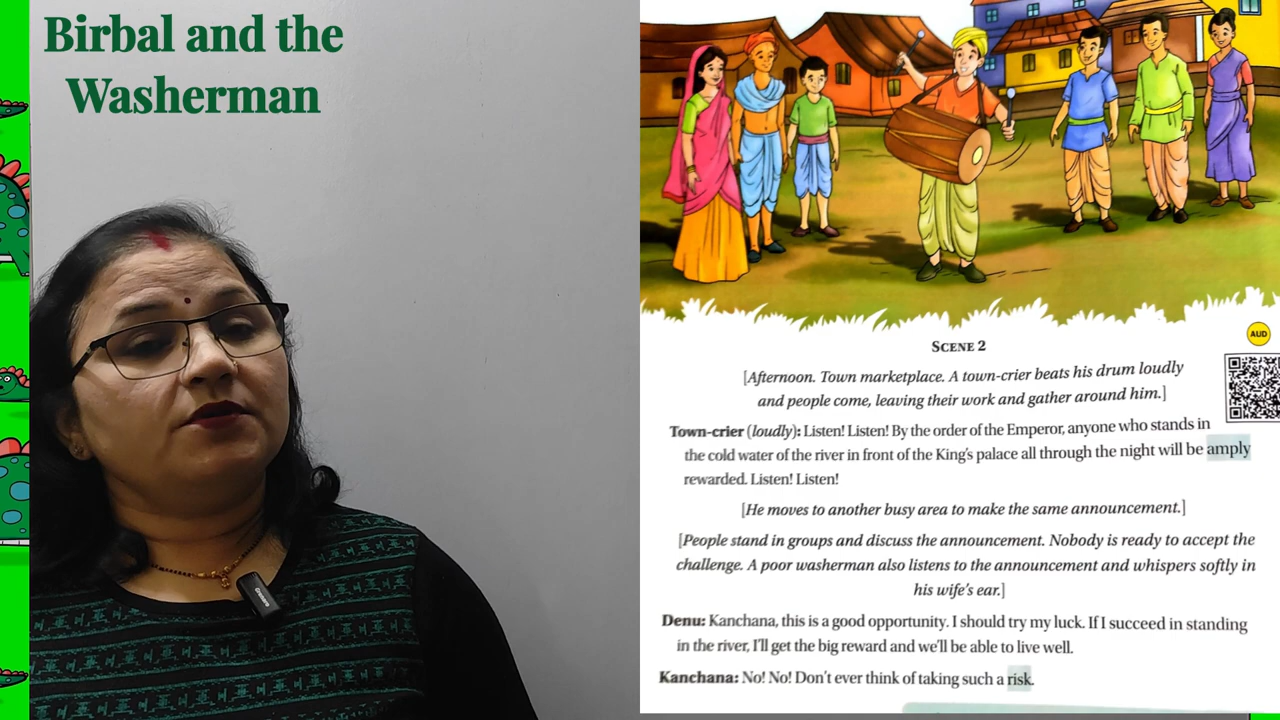 Birbal and the
Washerman
SCENE 2
AUD
[Afternoon. Town marketplace. A town-crier beats his drum loudly
and people come, leaving their work and gather around him.]
Town-crier (loudly): Listen! Listen! By the order of the Emperor, anyone who stands in
the cold water of the river in front of the King's palace all through the night will be amply
rewarded. Listen! Listen!
[He moves to another busy area to make the same announcement.]
[People stand in groups and discuss the announcement. Nobody is ready to accept the
challenge. A poor washerman also listens to the announcement and whispers softly in
his wife's ear.]
Denu: Kanchana, this is a good opportunity. I should try my luck. If I succeed in standing
in the river, I'll get the big reward and we'll be able to live well.
Kanchana: No! No! Don't ever think of taking such a risk.